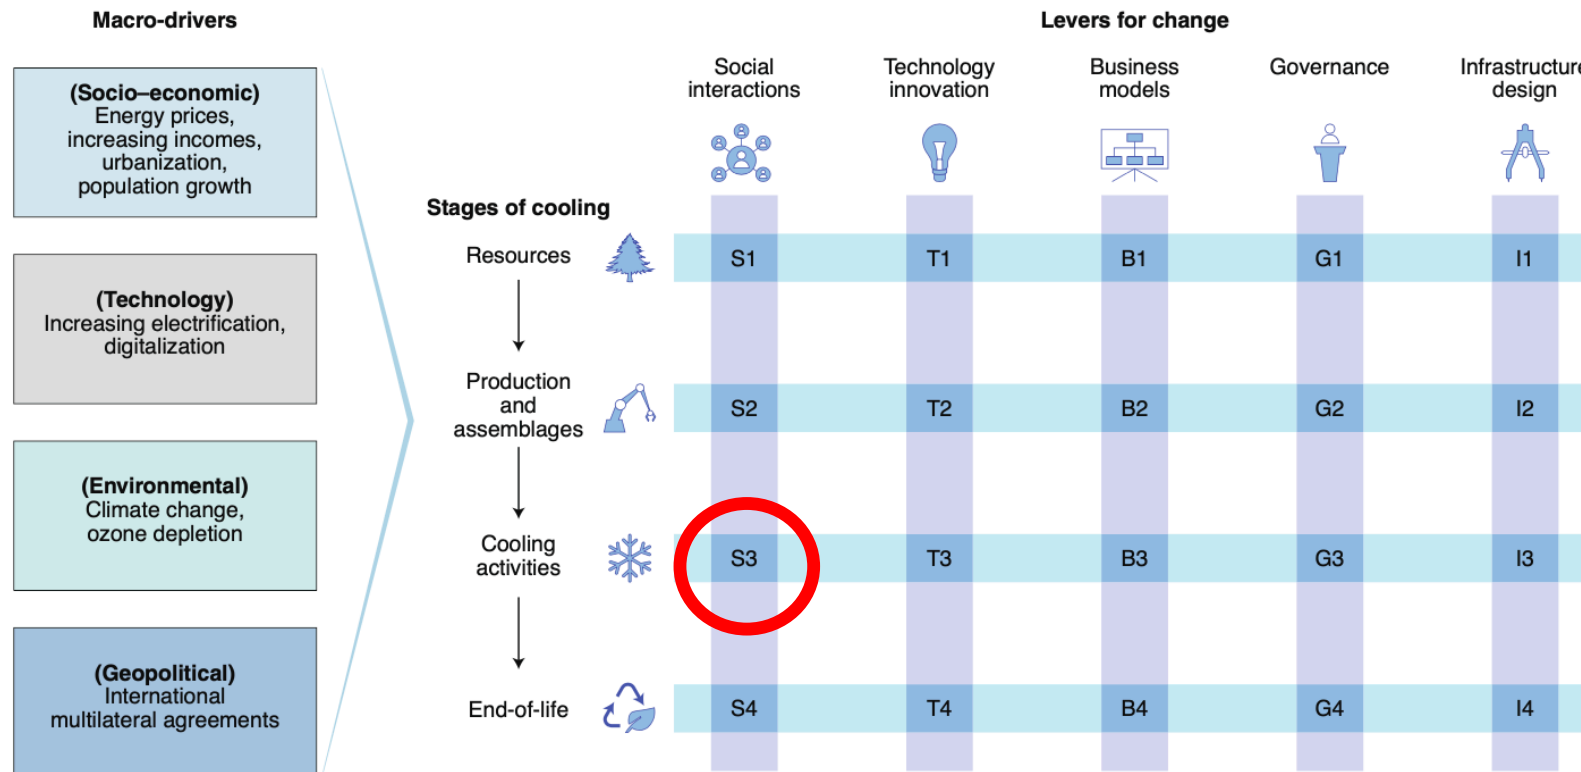 Macro-drivers
(Socio–economic)
Energy prices,
increasing incomes,
urbanization,
population growth
(Technology)
Increasing electrification,
digitalization
(Environmental)
Climate change,
ozone depletion
(Geopolitical)
International
multilateral agreements
Levers for change
Social
interactions
Technology
innovation
Business
models
Governance
Infrastructure
design
Stages of cooling
Resources
S1 T1 B1 G1 I1
Production
and
assemblages
S2 T2 B2 G2 I2
Cooling
activities
S3 T3 B3 G3 I3
End-of-life
S4 T4 B4 G4 I4